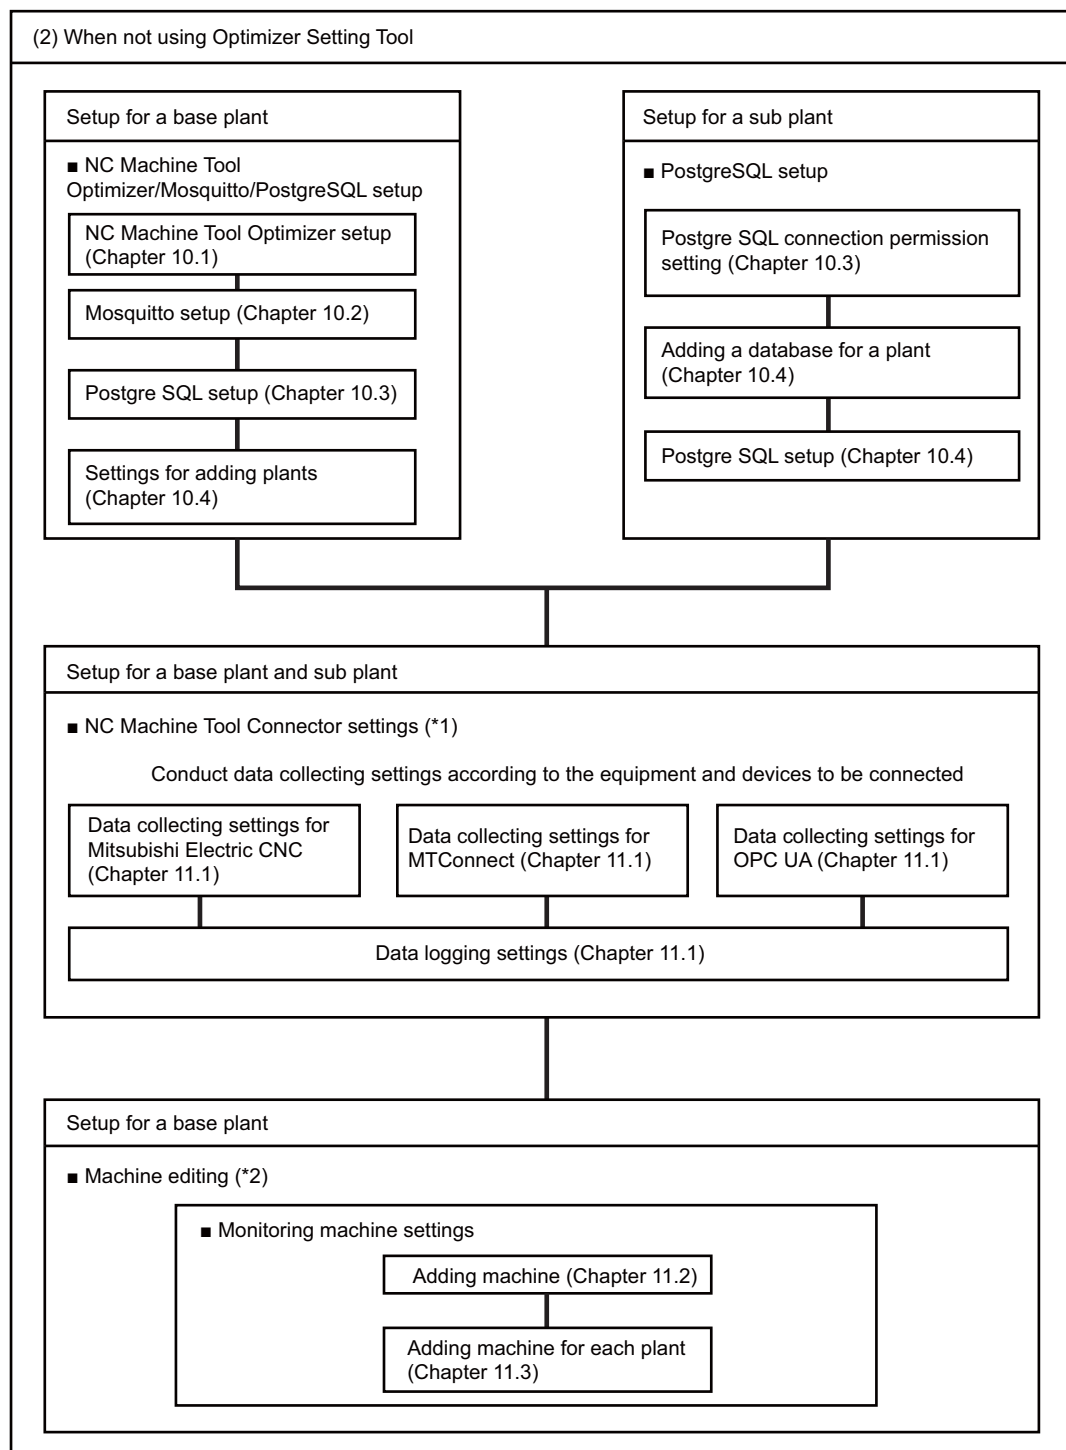 (2) When not using Optimizer Setting Tool
Setup for a base plant
■ NC Machine Tool
Optimizer/Mosquitto/PostgreSQL setup
NC Machine Tool Optimizer setup
(Chapter 10.1)
Mosquitto setup (Chapter 10.2)
Postgre SQL setup (Chapter 10.3)
Settings for adding plants
(Chapter 10.4)
Setup for a sub plant
■ PostgreSQL setup
Postgre SQL connection permission
setting (Chapter 10.3)
Adding a database for a plant
(Chapter 10.4)
Postgre SQL setup (Chapter 10.4)
Setup for a base plant and sub plant
■ NC Machine Tool Connector settings (*1)
Conduct data collecting settings according to the equipment and devices to be connected
Data collecting settings for
Mitsubishi Electric CNC
(Chapter 11.1)
Data collecting settings for
MTConnect (Chapter 11.1)
Data collecting settings for
OPC UA (Chapter 11.1)
Data logging settings (Chapter 11.1)
Setup for a base plant
■ Machine editing (*2)
■ Monitoring machine settings
Adding machine (Chapter 11.2)
Adding machine for each plant
(Chapter 11.3)